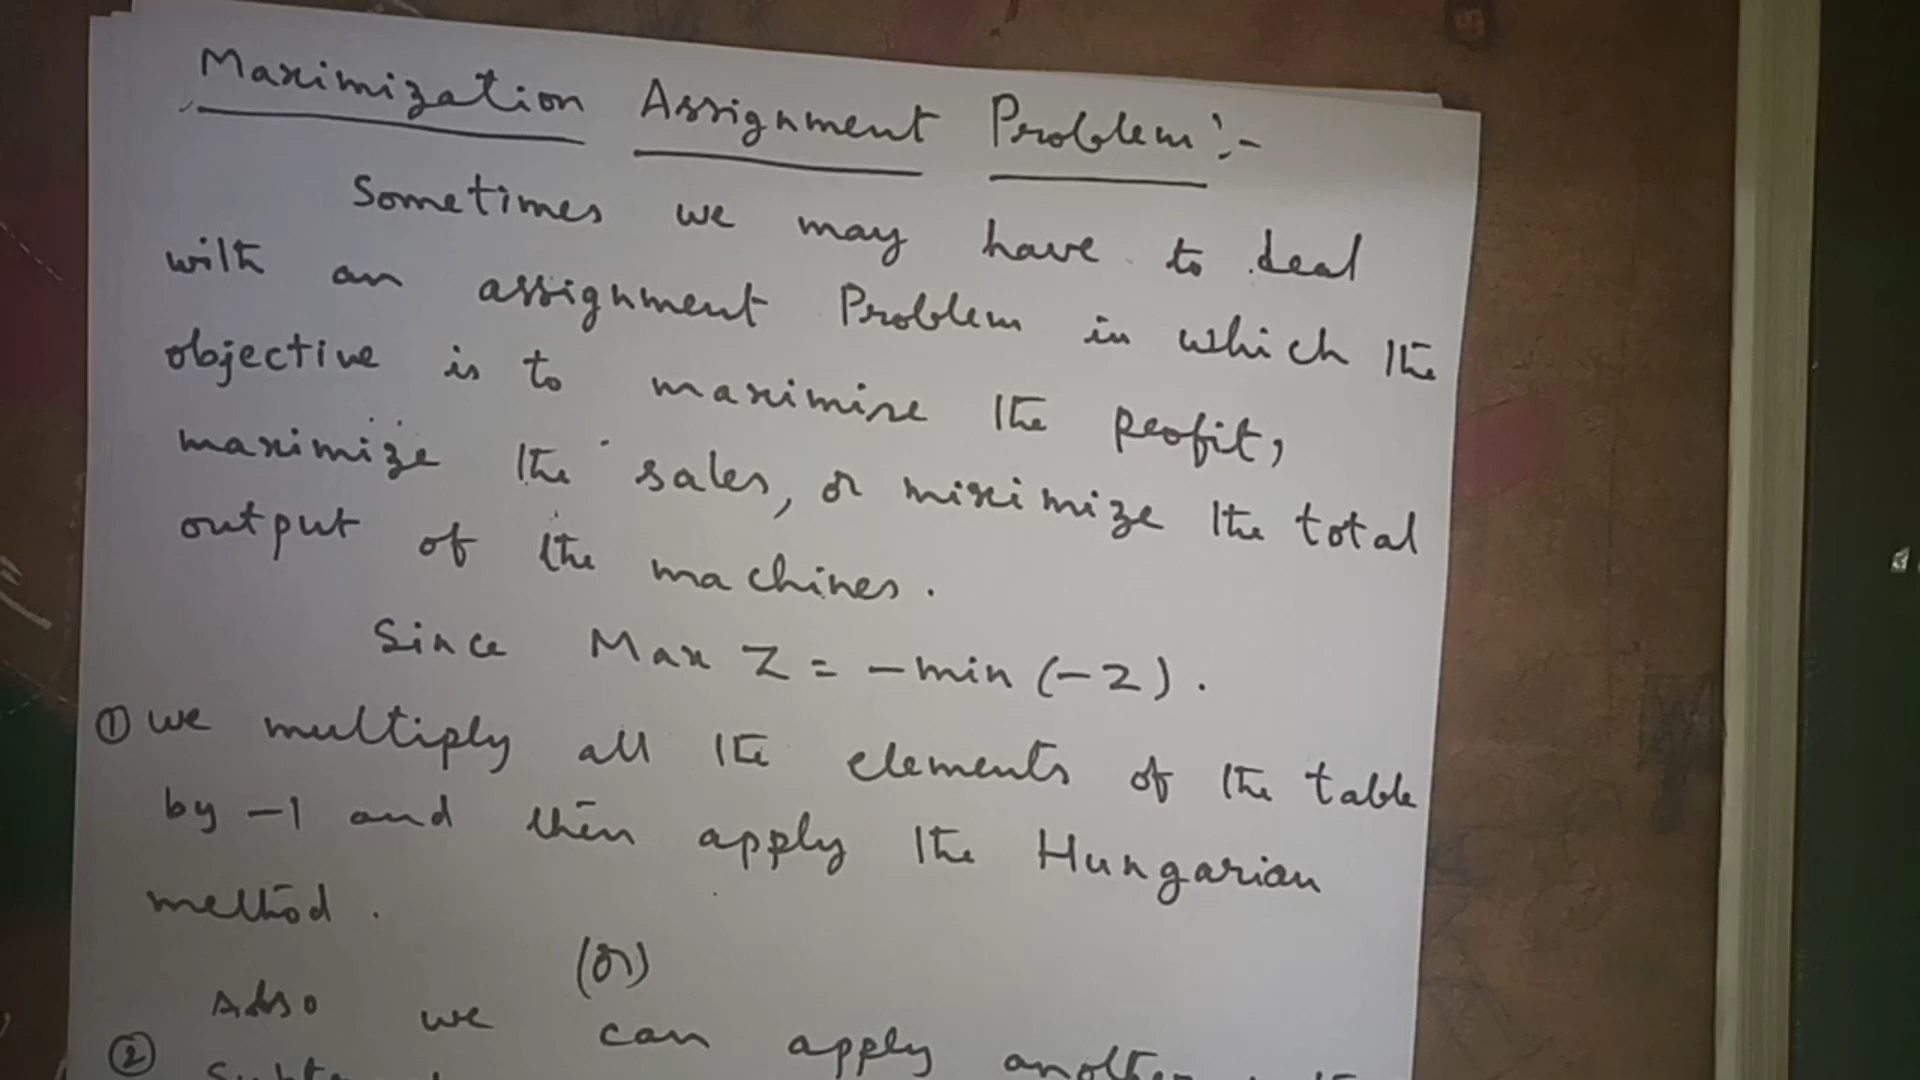 Maximization Assignment Problem :-
Sometimes we may have to deal
with an assignment Problem in which the
objective is to maximise the profit,
maximize the sales, or miximize the total
output of the machines.
Since Max Z = -min (-Z).
① we multiply all the elements of the table
by -1 and then apply the Hungarian
method.
(or)
Also we can apply another
②